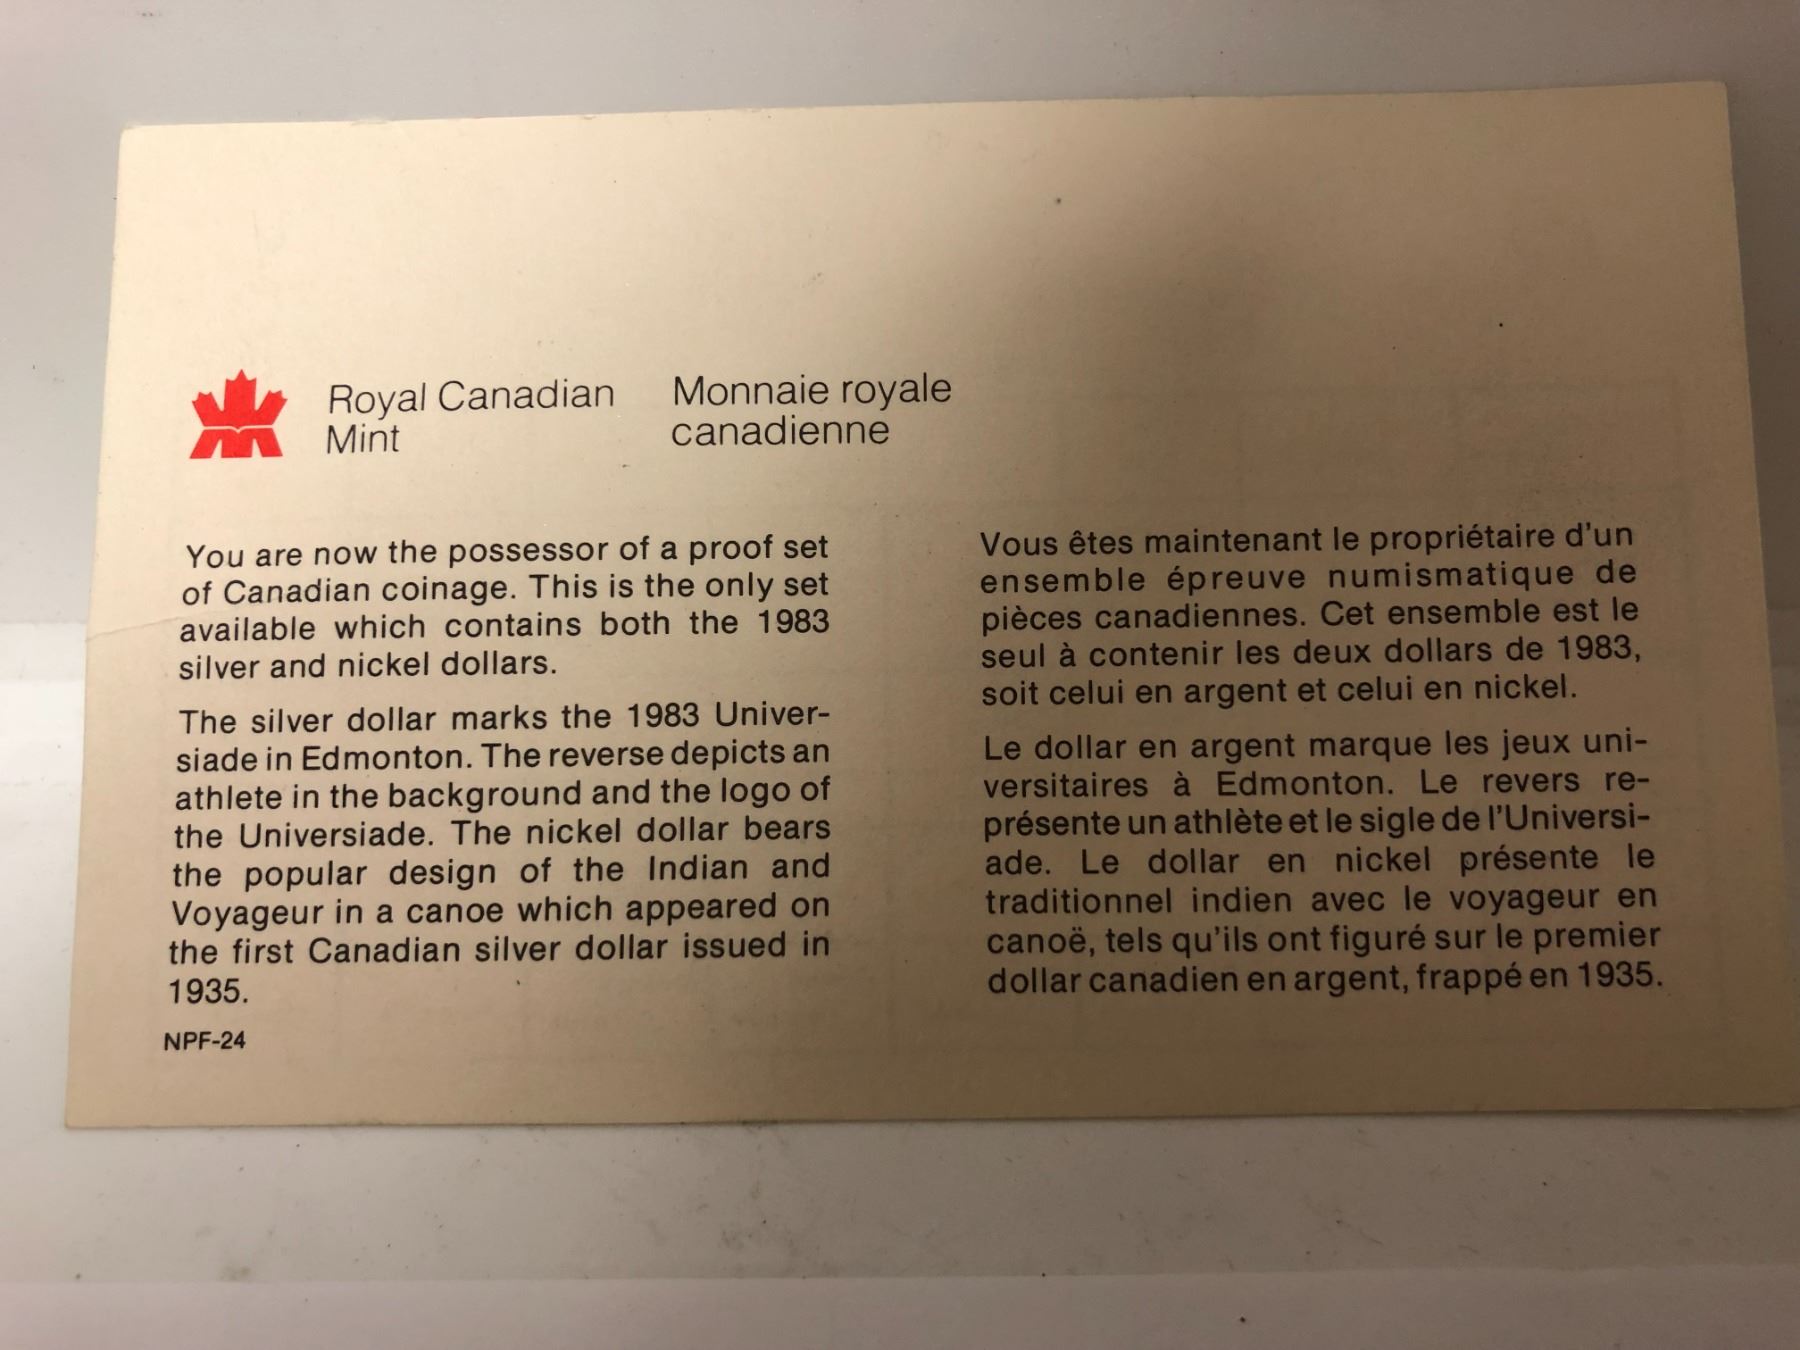 Royal Canadian
Mint
Monnaie royale
canadienne
You are now the possessor of a proof set
of Canadian coinage. This is the only set
available which contains both the 1983
silver and nickel dollars.
The silver dollar marks the 1983 Univer-
siade in Edmonton. The reverse depicts an
athlete in the background and the logo of
the Universiade. The nickel dollar bears
the popular design of the Indian and
Voyageur in a canoe which appeared on
the first Canadian silver dollar issued in
1935.
NPF-24
Vous êtes maintenant le propriétaire d'un
ensemble épreuve numismatique de
pièces canadiennes. Cet ensemble est le
seul à contenir les deux dollars de 1983,
soit celui en argent et celui en nickel.
Le dollar en argent marque les jeux uni-
versitaires à Edmonton. Le revers re-
présente un athlète et le sigle de l'Universi-
ade. Le dollar en nickel présente le
traditionnel indien avec le voyageur en
canoë, tels qu'ils ont figuré sur le premier
dollar canadien en argent, frappé en 1935.